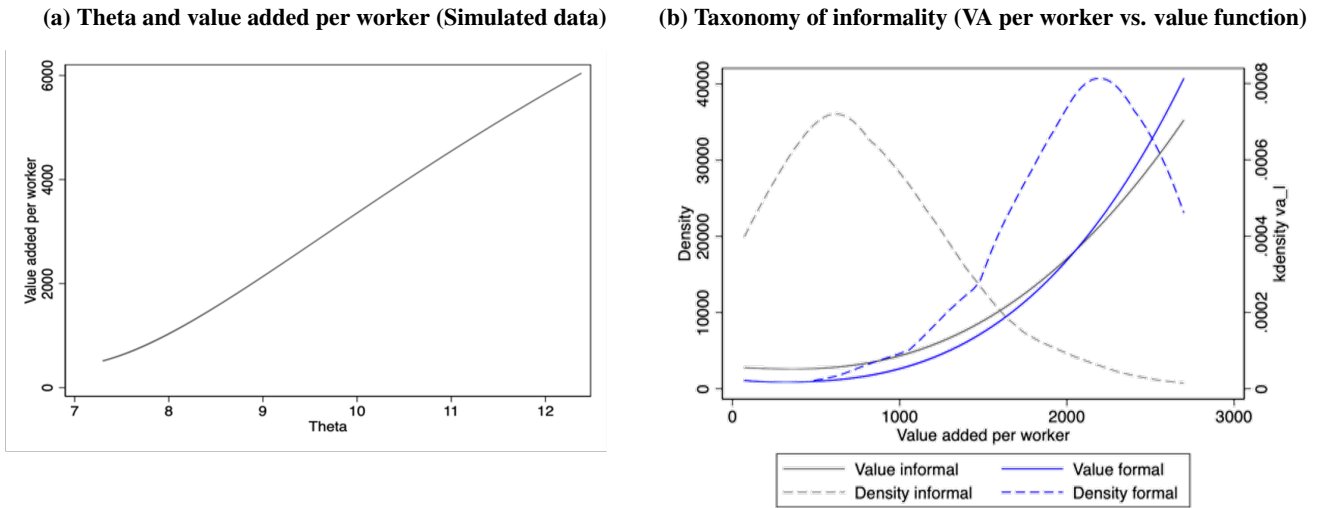 (a) Theta and value added per worker (Simulated data)
Value added per worker
6000
4000
2000
0
7 8 9 10 11 12
Theta
(b) Taxonomy of informality (VA per worker vs. value function)
Density
40000
30000
20000
10000
0
kdensity va_I
.0008
.0006
.0004
.0002
0
0 1000 2000 3000
Value added per worker
Value informal Value formal
Density informal Density formal